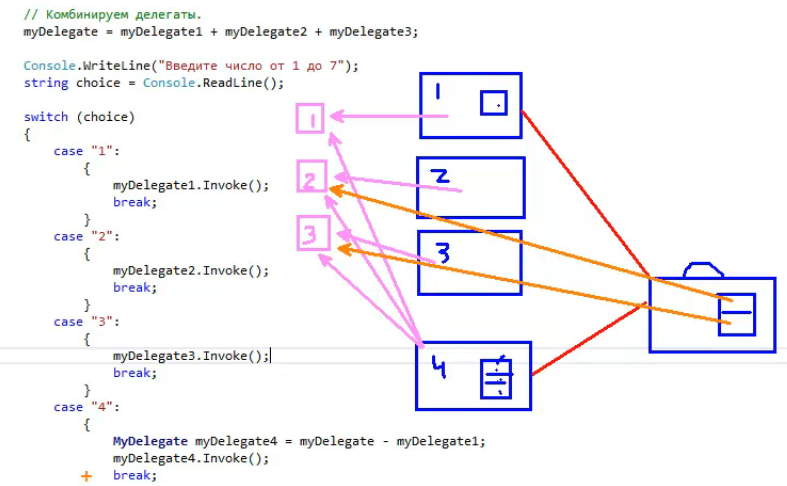 // Комбинируем делегаты.
myDelegate = myDelegate1 + myDelegate2 + myDelegate3;
Console.WriteLine("Введите число от 1 до 7");
string choice = Console.ReadLine();
switch (choice)
{
case "1":
{
myDelegate1.Invoke();
break;
}
case "2":
{
myDelegate2.Invoke();
break;
}
case "3":
{
myDelegate3.Invoke();
break;
}
case "4":
{
MyDelegate myDelegate4 = myDelegate - myDelegate1;
myDelegate4.Invoke();
break;
1
2
3
1
2
3
4